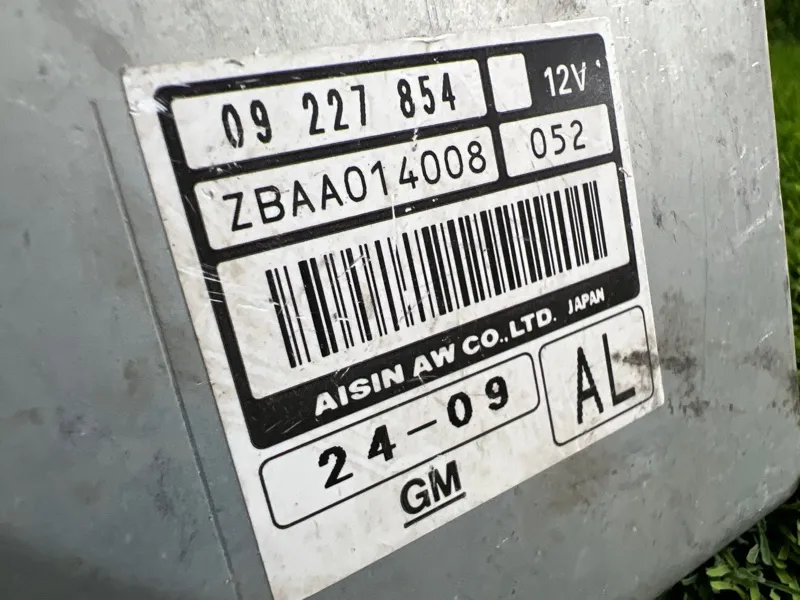 09 227 854 12V
ZBAA014008 052
AISIN AW CO., LTD. JAPAN
24-09 AL
GM